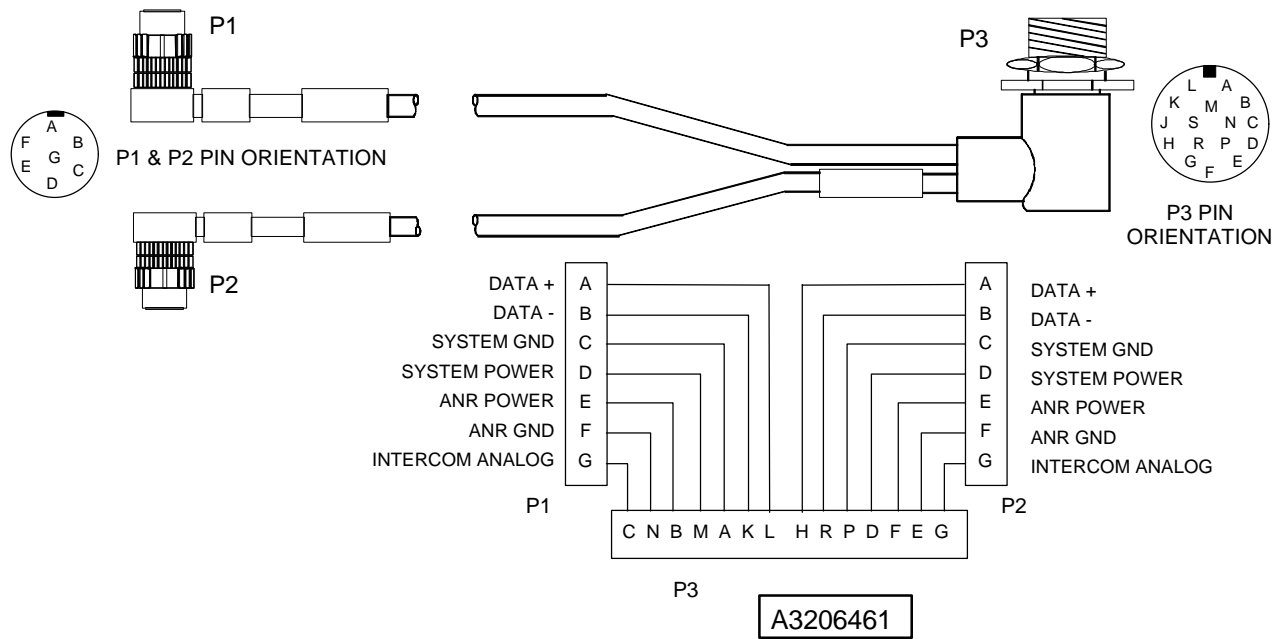 P1
P3
A
F B
G
E C
D
P1 & P2 PIN ORIENTATION
L A
K M B
J S N C
H R P D
G E
F
P3 PIN
ORIENTATION
P2
DATA + A
DATA - B
SYSTEM GND C
SYSTEM POWER D
ANR POWER E
ANR GND F
INTERCOM ANALOG G
P1
A DATA +
B DATA -
C SYSTEM GND
D SYSTEM POWER
E ANR POWER
F ANR GND
G INTERCOM ANALOG
P2
C N B M A K L H R P D F E G
P3
A3206461